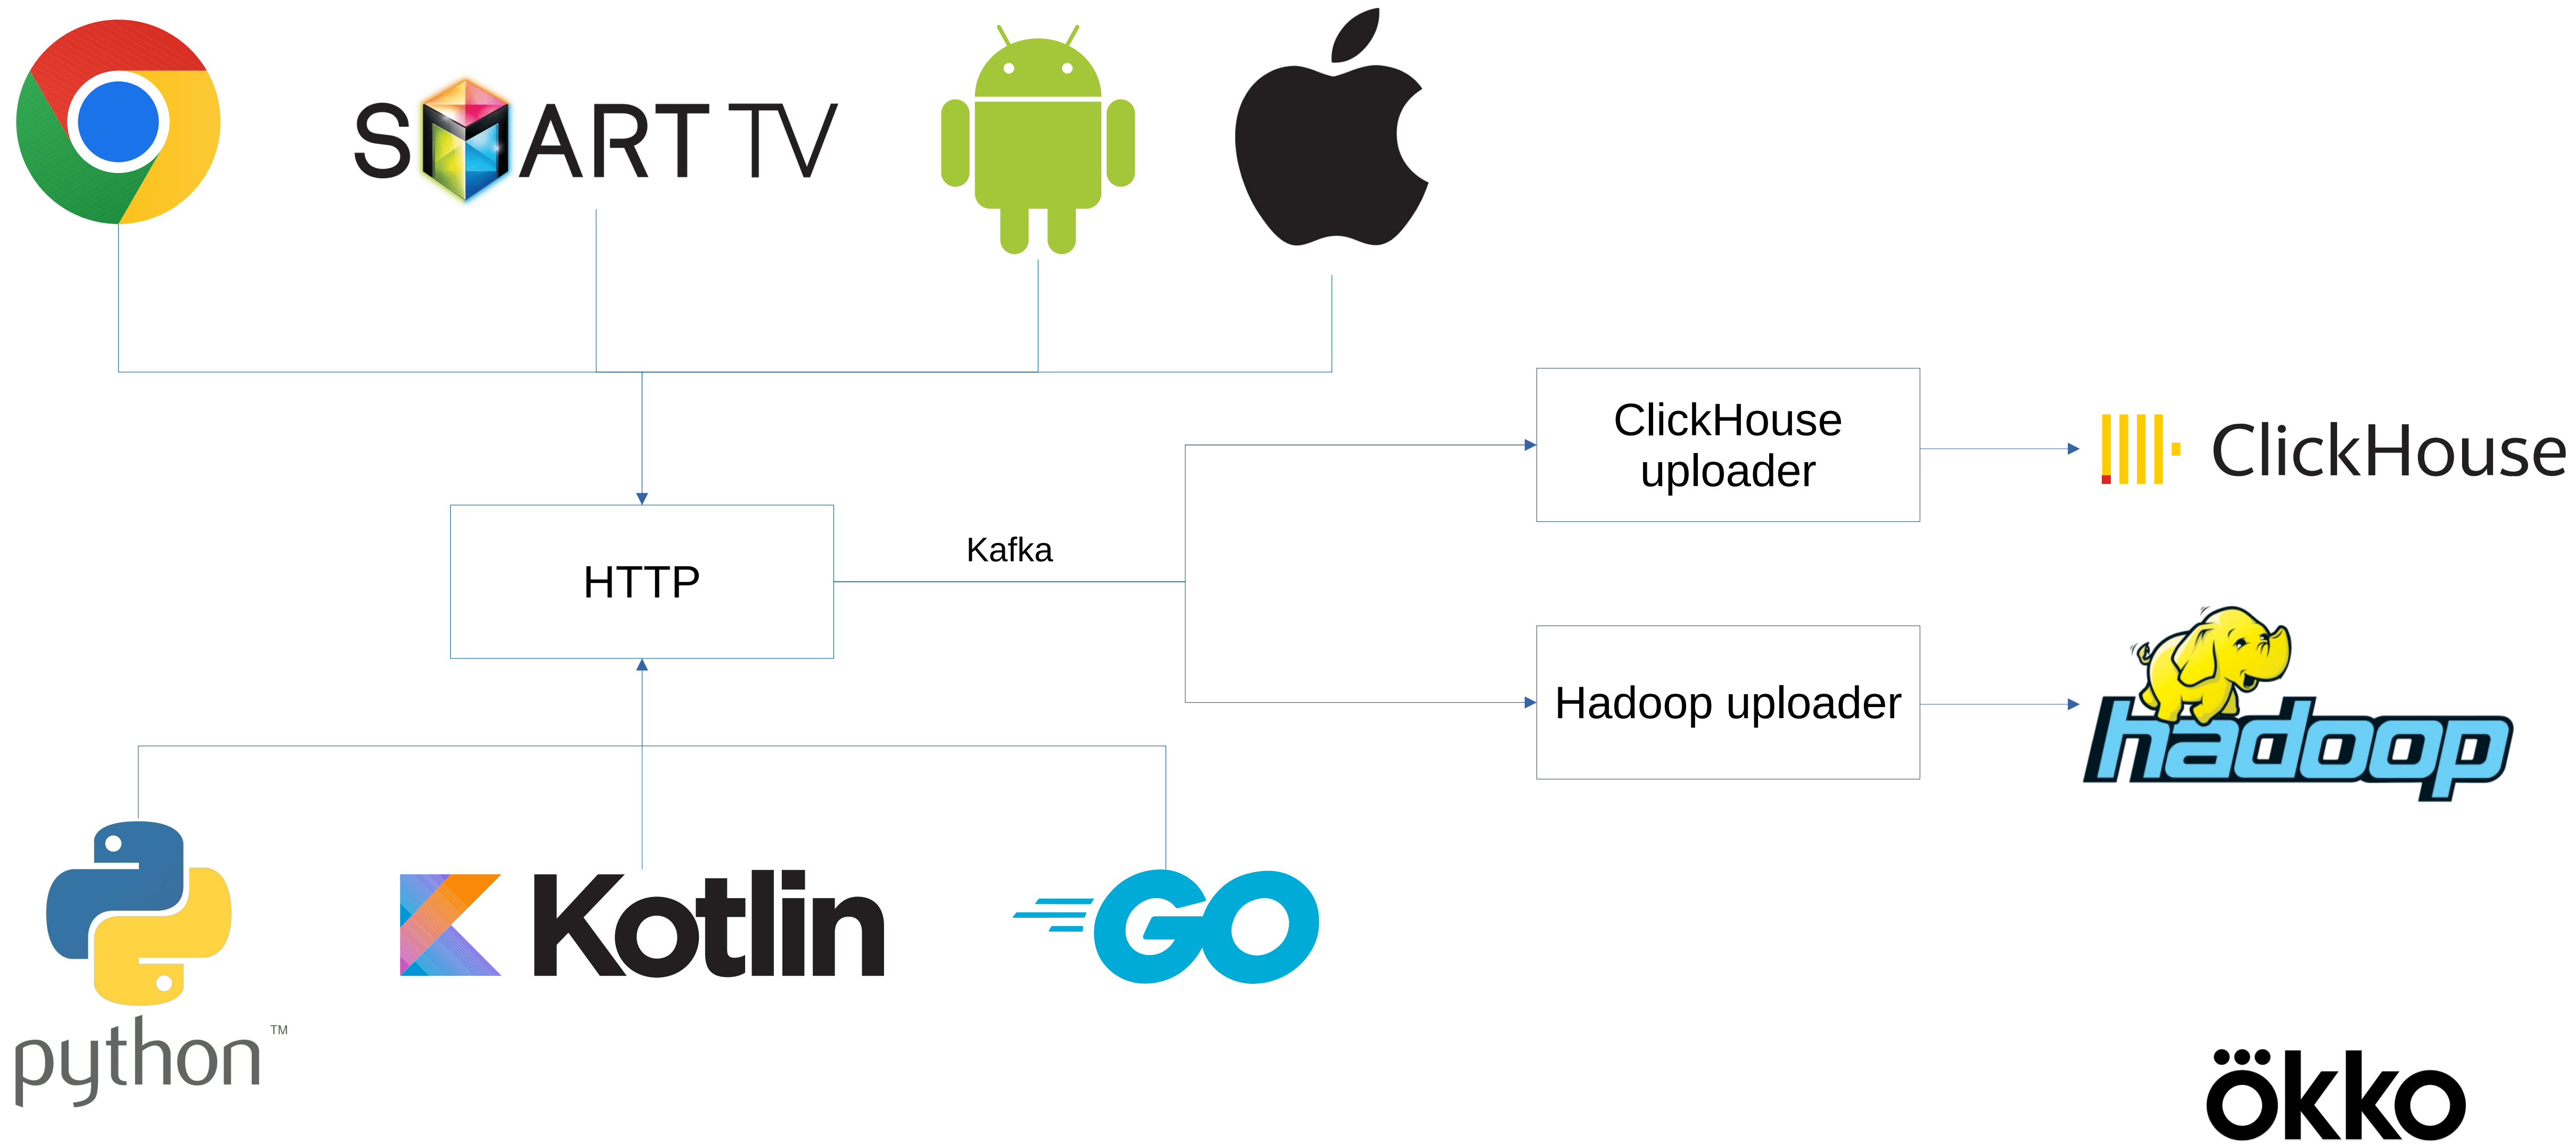 SMART TV
ClickHouse
uploader
ClickHouse
Kafka
HTTP
Hadoop uploader
hadoop
Kotlin
GO
python™
ökko